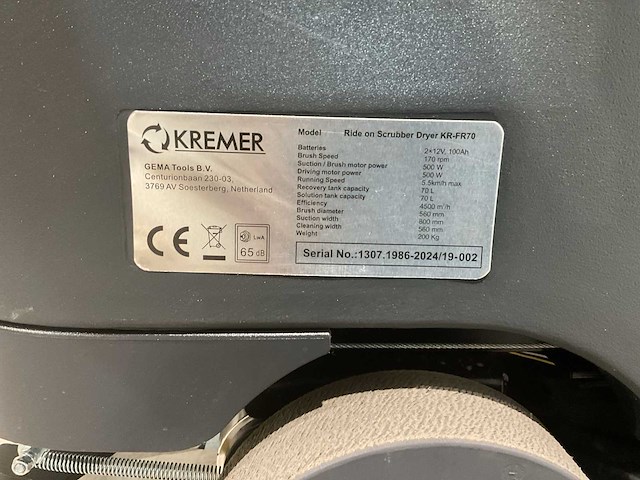 KREMER
GEMA Tools B.V.
Centurionbaan 230-03,
3769 AV Soesterberg, Netherland
CE
LWA
65 dB
Model Ride on Scrubber Dryer KR-FR70
Batteries 2*12V, 100Ah
Brush Speed 170 rpm
Suction / Brush motor power 500 W
Driving motor power 500 W
Running Speed 5.5km/h max
Recovery tank capacity 70 L
Solution tank capacity 70 L
Efficiency 4500 m²/h
Brush diameter 560 mm
Suction width 800 mm
Cleaning width 560 mm
Weight 200 Kg
Serial No.:1307.1986-2024/19-002